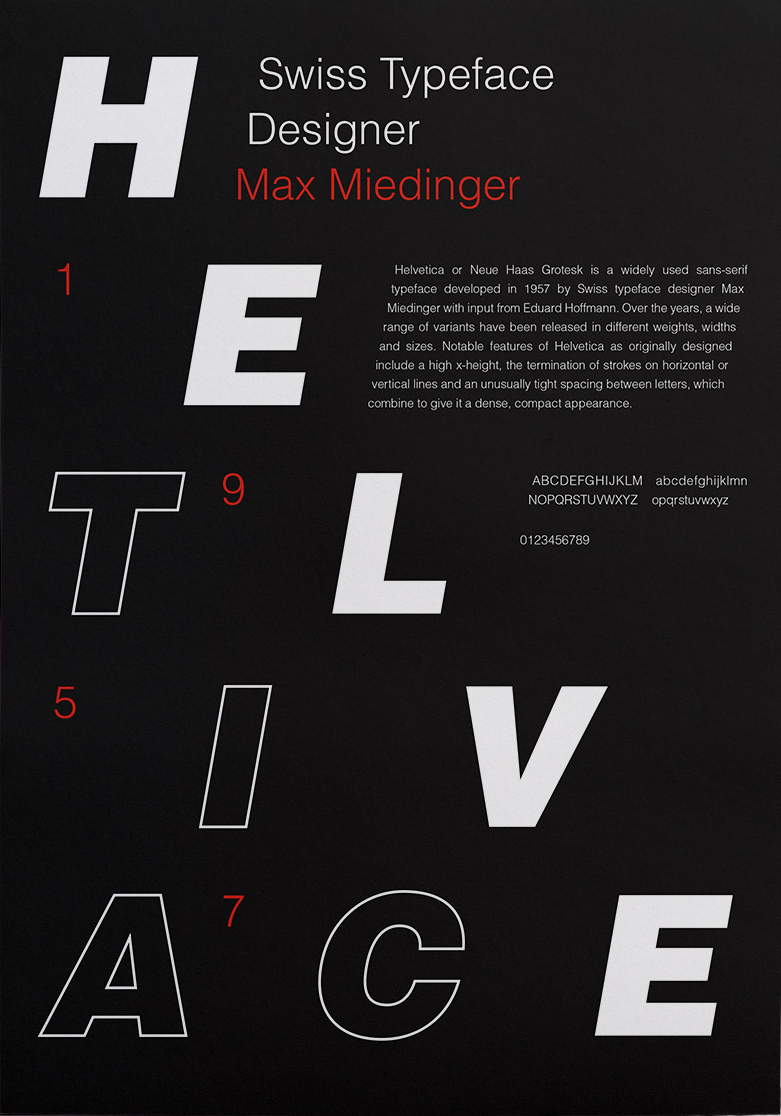 H
Swiss Typeface
Designer
Max Miedinger
1
E
Helvetica or Neue Haas Grotesk is a widely used sans-serif
typeface developed in 1957 by Swiss typeface designer Max
Miedinger with input from Eduard Hoffmann. Over the years, a wide
range of variants have been released in different weights, widths
and sizes. Notable features of Helvetica as originally designed
include a high x-height, the termination of strokes on horizontal or
vertical lines and an unusually tight spacing between letters, which
combine to give it a dense, compact appearance.
T 9 L
ABCDEFGHIJKLM abcdefghijklmn
NOPQRSTUVWXYZ opqrstuvwxyz
0123456789
5 I V
A 7 C E